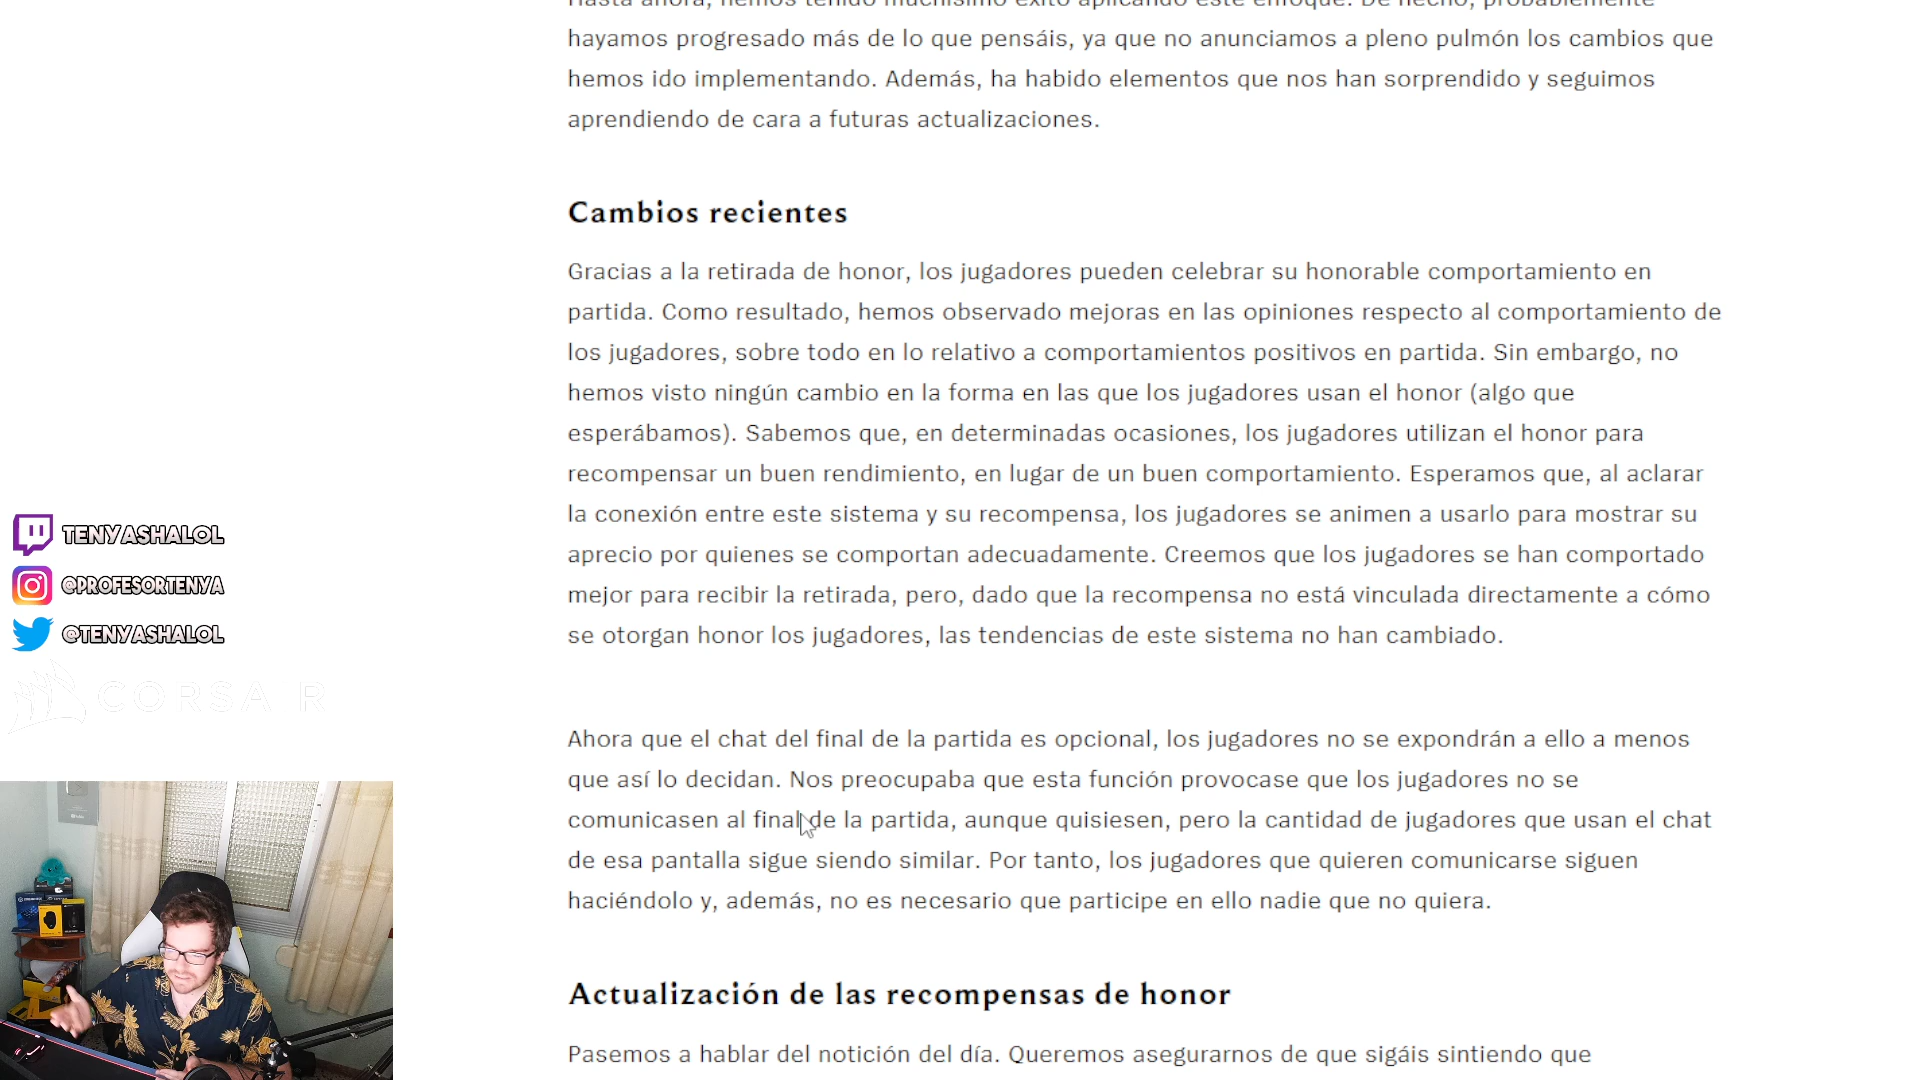 Hasta ahora, hemos tenido muchísimo éxito aplicando este enfoque. De hecho, probablemente
hayamos progresado más de lo que pensáis, ya que no anunciamos a pleno pulmón los cambios que
hemos ido implementando. Además, ha habido elementos que nos han sorprendido y seguimos
aprendiendo de cara a futuras actualizaciones.
Cambios recientes
Gracias a la retirada de honor, los jugadores pueden celebrar su honorable comportamiento en
partida. Como resultado, hemos observado mejoras en las opiniones respecto al comportamiento de
los jugadores, sobre todo en lo relativo a comportamientos positivos en partida. Sin embargo, no
hemos visto ningún cambio en la forma en las que los jugadores usan el honor (algo que
esperábamos). Sabemos que, en determinadas ocasiones, los jugadores utilizan el honor para
recompensar un buen rendimiento, en lugar de un buen comportamiento. Esperamos que, al aclarar
la conexión entre este sistema y su recompensa, los jugadores se animen a usarlo para mostrar su
aprecio por quienes se comportan adecuadamente. Creemos que los jugadores se han comportado
mejor para recibir la retirada, pero, dado que la recompensa no está vinculada directamente a cómo
se otorgan honor los jugadores, las tendencias de este sistema no han cambiado.
Ahora que el chat del final de la partida es opcional, los jugadores no se expondrán a ello a menos
que así lo decidan. Nos preocupaba que esta función provocase que los jugadores no se
comunicasen al final de la partida, aunque quisiesen, pero la cantidad de jugadores que usan el chat
de esa pantalla sigue siendo similar. Por tanto, los jugadores que quieren comunicarse siguen
haciéndolo y, además, no es necesario que participe en ello nadie que no quiera.
Actualización de las recompensas de honor
Pasemos a hablar del notición del día. Queremos asegurarnos de que sigáis sintiendo que
TENYASHALOL
@PROFESORTENYA
@TENYASHALOL
CORSA R